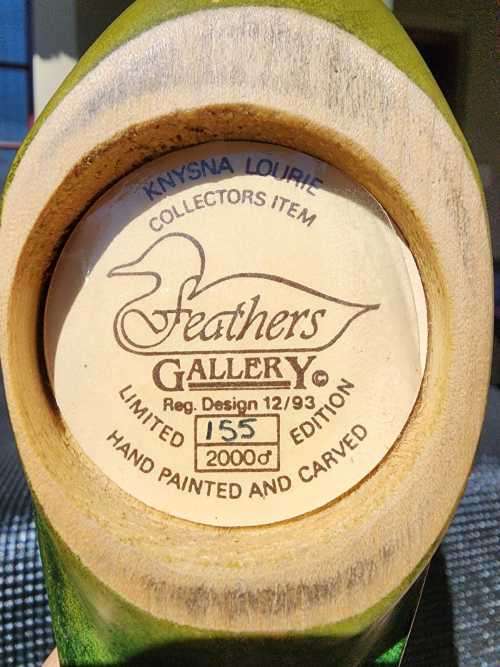 KNYSNA LOURIE
COLLECTORS ITEM
Feathers
GALLERY©
Reg. Design 12/93
LIMITED EDITION
155
2000♂
HAND PAINTED AND CARVED